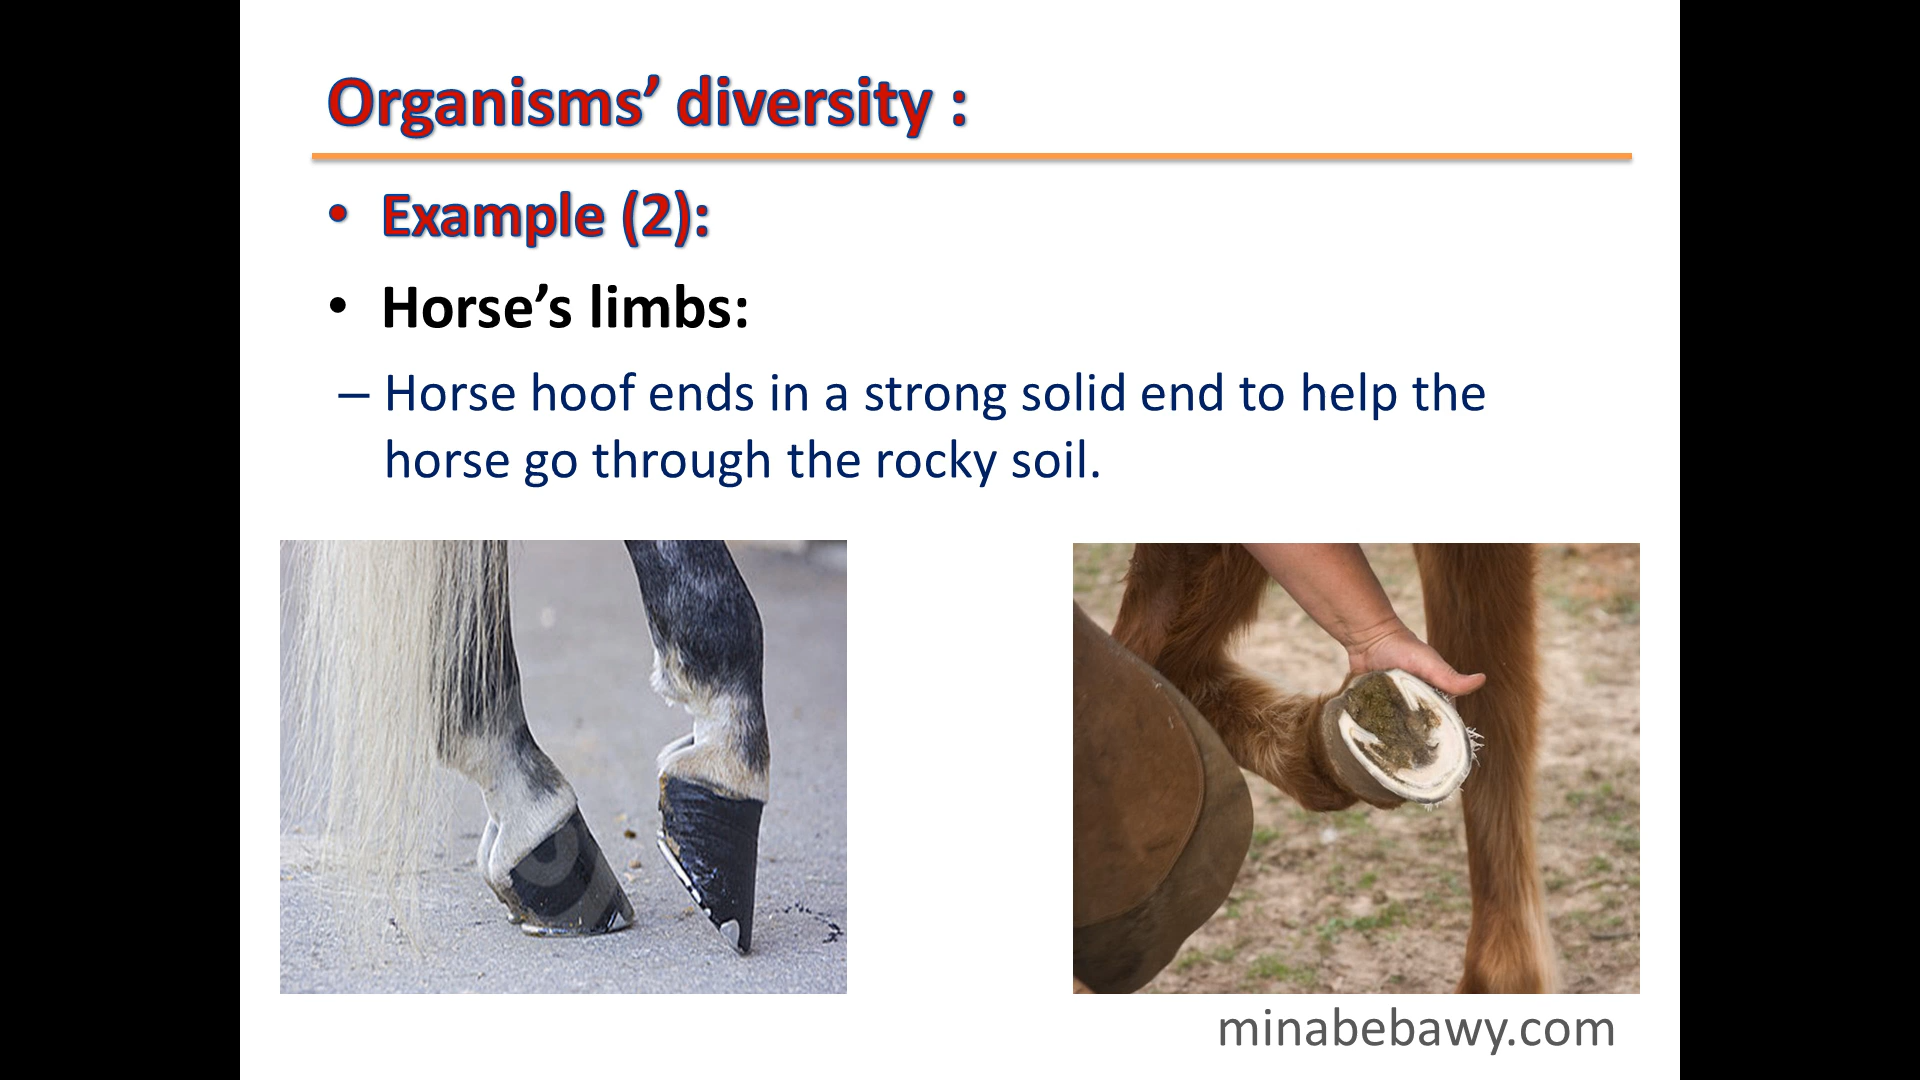 Organisms’ diversity :
• Example (2):
• Horse’s limbs:
– Horse hoof ends in a strong solid end to help the
horse go through the rocky soil.
minabebawy.com